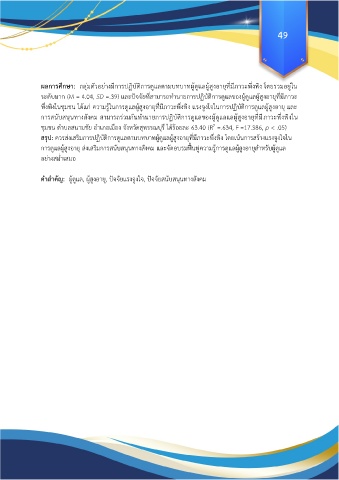 49
ผลการศึกษา: กลุ่มตัวอย่างมีการปฏิบัติการดูแลตามบทบาทผู้ดูแลผู้สูงอายุที่มีภาวะพึ่งพิง โดยรวมอยู่ใน
ระดับมาก (M = 4.04, SD =.39) และปัจจัยที่สามารถทำนายการปฏิบัติการดูแลของผู้ดูแลผู้สูงอายุที่มีภาวะ
พึ่งพิงในชุมชน ได้แก่ ความรู้ในการดูแลผู้สูงอายุที่มีภาวะพึ่งพิง แรงจูงใจในการปฏิบัติการดูแลผู้สูงอายุ และ
การสนับสนุนทางสังคม สามารถร่วมกันทำนายการปฏิบัติการดูแลของผู้ดูแลผู้สูงอายุที่มีภาวะพึ่งพิงใน
ชุมชน ตำบลสนามชัย อำเภอเมือง จังหวัดสุพรรณบุรี ได้ร้อยละ 63.40 (R² =.634, F =17.386, p < .05)
สรุป: ควรส่งเสริมการปฏิบัติการดูแลตามบทบาทผู้ดูแลผู้สูงอายุที่มีภาวะพึ่งพิง โดยเน้นการสร้างแรงจูงใจใน
การดูแลผู้สูงอายุ ส่งเสริมการสนับสนุนทางสังคม และจัดอบรมฟื้นฟูความรู้การดูแลผู้สูงอายุสำหรับผู้ดูแล
อย่างสม่ำเสมอ
คำสำคัญ: ผู้ดูแล, ผู้สูงอายุ, ปัจจัยแรงจูงใจ, ปัจจัยสนับสนุนทางสังคม